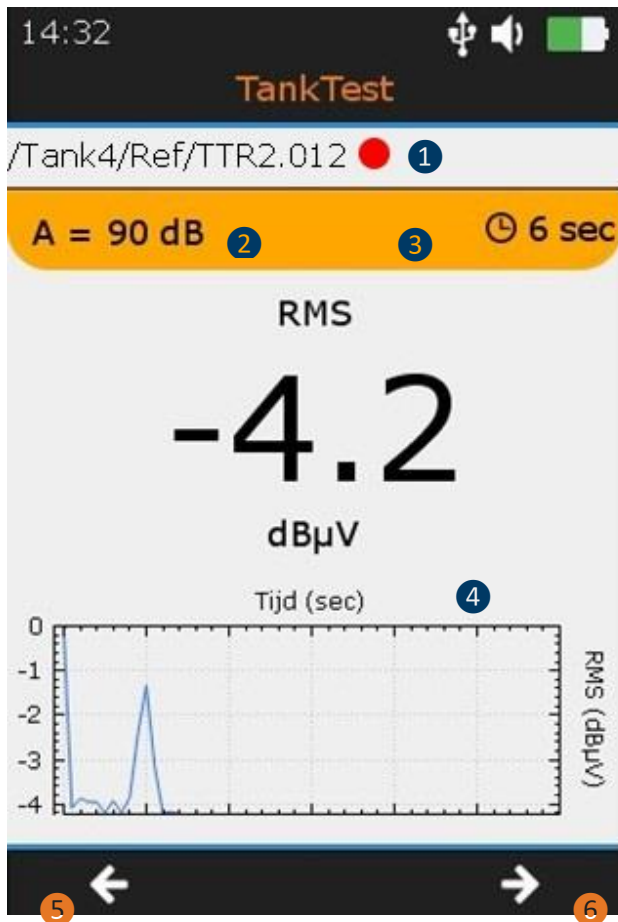 14:32
TankTest
/Tank4/Ref/TTR2.012 1
A = 90 dB 2 3 6 sec
RMS
-4.2
dBµV
Tijd (sec) 4
0
-1
-2
-3
-4
RMS (dBµV)
5 6